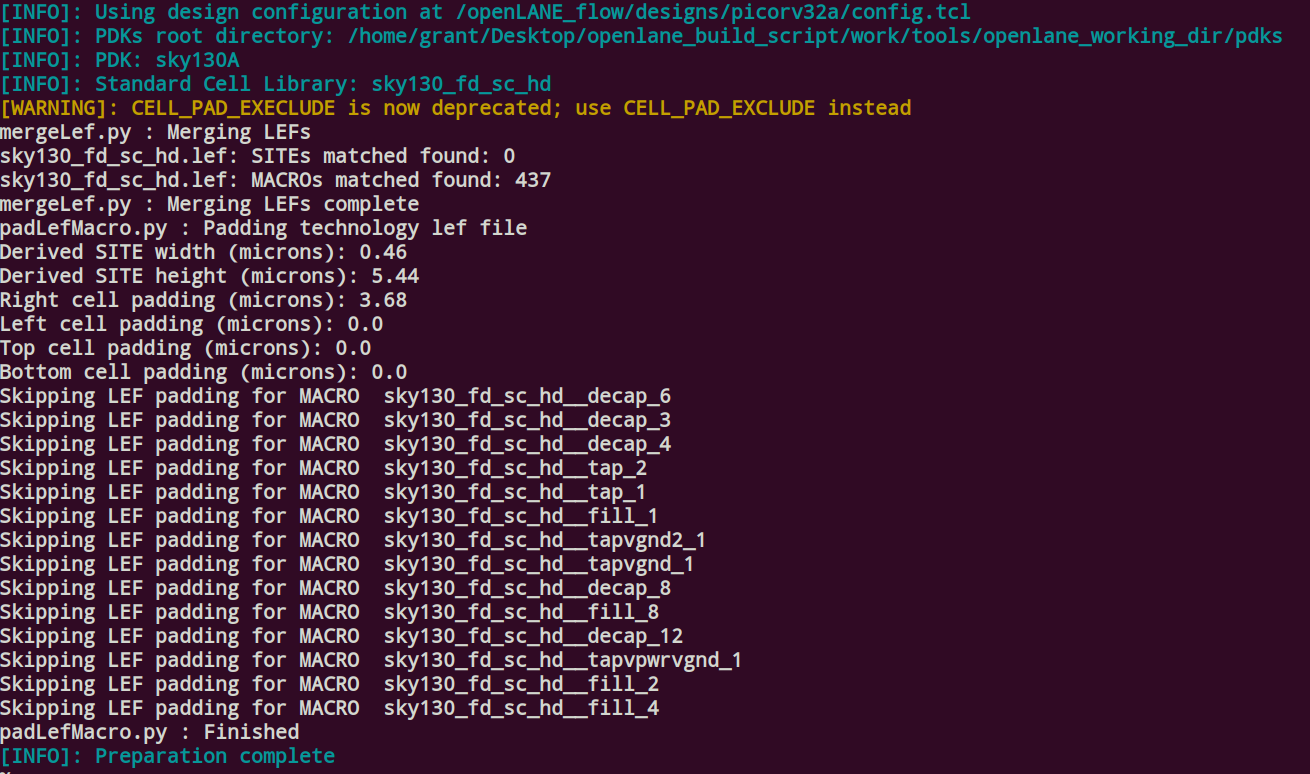 [INFO]: Using design configuration at /openLANE_flow/designs/picorv32a/config.tcl
[INFO]: PDKs root directory: /home/grant/Desktop/openlane_build_script/work/tools/openlane_working_dir/pdks
[INFO]: PDK: sky130A
[INFO]: Standard Cell Library: sky130_fd_sc_hd
[WARNING]: CELL_PAD_EXECLUDE is now deprecated; use CELL_PAD_EXCLUDE instead
mergeLef.py : Merging LEFs
sky130_fd_sc_hd.lef: SITEs matched found: 0
sky130_fd_sc_hd.lef: MACROs matched found: 437
mergeLef.py : Merging LEFs complete
padLefMacro.py : Padding technology lef file
Derived SITE width (microns): 0.46
Derived SITE height (microns): 5.44
Right cell padding (microns): 3.68
Left cell padding (microns): 0.0
Top cell padding (microns): 0.0
Bottom cell padding (microns): 0.0
Skipping LEF padding for MACRO  sky130_fd_sc_hd__decap_6
Skipping LEF padding for MACRO  sky130_fd_sc_hd__decap_3
Skipping LEF padding for MACRO  sky130_fd_sc_hd__decap_4
Skipping LEF padding for MACRO  sky130_fd_sc_hd__tap_2
Skipping LEF padding for MACRO  sky130_fd_sc_hd__tap_1
Skipping LEF padding for MACRO  sky130_fd_sc_hd__fill_1
Skipping LEF padding for MACRO  sky130_fd_sc_hd__tapvgnd2_1
Skipping LEF padding for MACRO  sky130_fd_sc_hd__tapvgnd_1
Skipping LEF padding for MACRO  sky130_fd_sc_hd__decap_8
Skipping LEF padding for MACRO  sky130_fd_sc_hd__fill_8
Skipping LEF padding for MACRO  sky130_fd_sc_hd__decap_12
Skipping LEF padding for MACRO  sky130_fd_sc_hd__tapvpwrvgnd_1
Skipping LEF padding for MACRO  sky130_fd_sc_hd__fill_2
Skipping LEF padding for MACRO  sky130_fd_sc_hd__fill_4
padLefMacro.py : Finished
[INFO]: Preparation complete